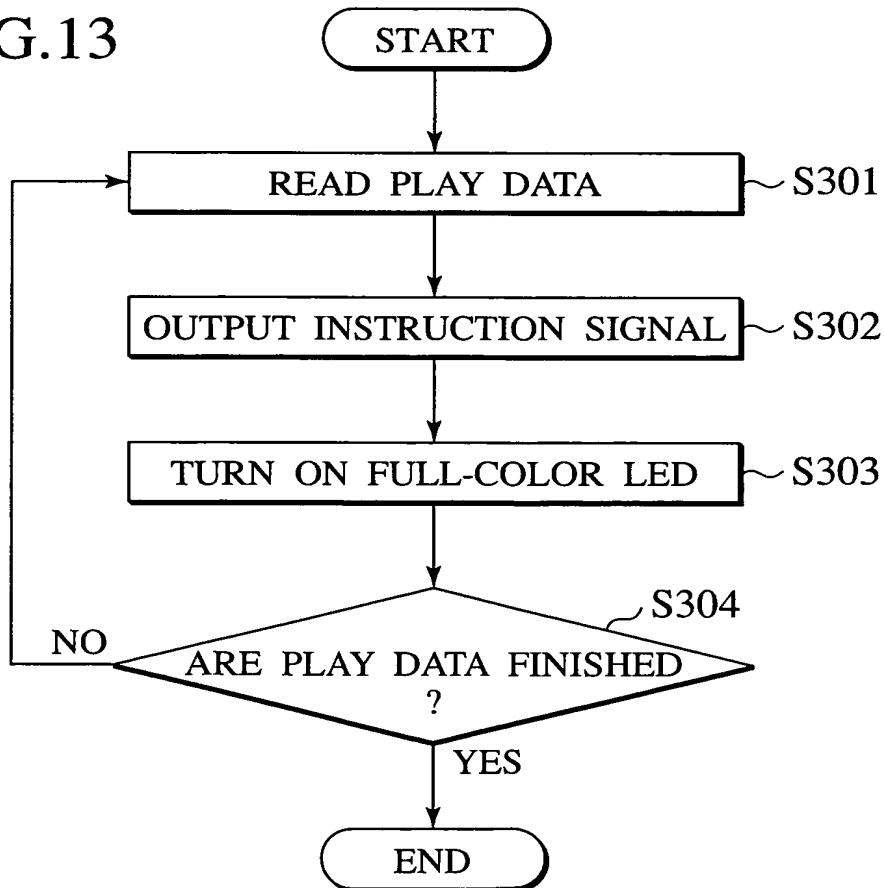 G.13
START
READ PLAY DATA
S301
OUTPUT INSTRUCTION SIGNAL
S302
TURN ON FULL-COLOR LED
S303
S304
NO
ARE PLAY DATA FINISHED
?
YES
END